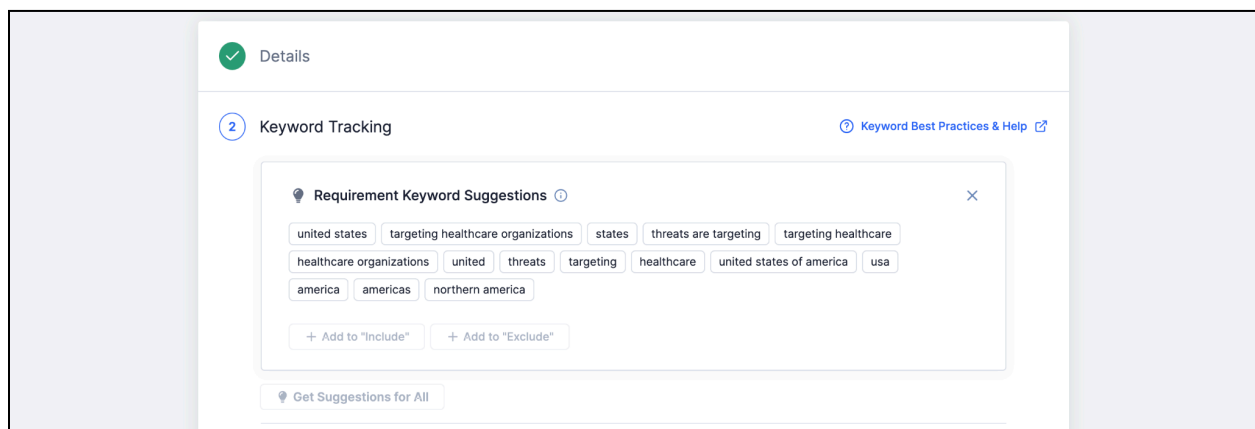 Details
2 Keyword Tracking Keyword Best Practices & Help
Requirement Keyword Suggestions
united states targeting healthcare organizations states threats are targeting targeting healthcare
healthcare organizations united threats targeting healthcare united states of america usa
america americas northern america
+ Add to "Include" + Add to "Exclude"
Get Suggestions for All